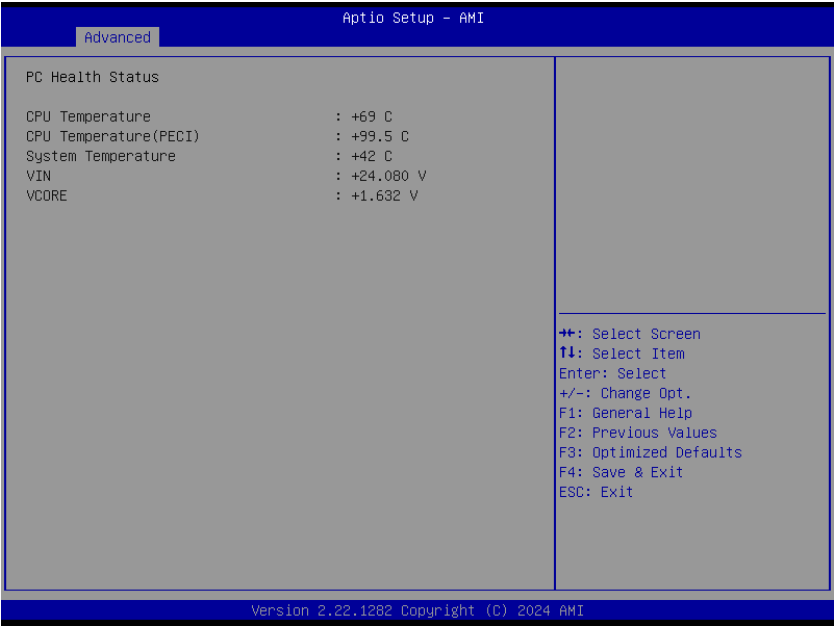 Aptio Setup – AMI
Advanced
PC Health Status
CPU Temperature : +69 C
CPU Temperature(PECI) : +99.5 C
System Temperature : +42 C
VIN : +24.080 V
VCORE : +1.632 V
→←: Select Screen
↑↓: Select Item
Enter: Select
+/-: Change Opt.
F1: General Help
F2: Previous Values
F3: Optimized Defaults
F4: Save & Exit
ESC: Exit
Version 2.22.1282 Copyright (C) 2024 AMI